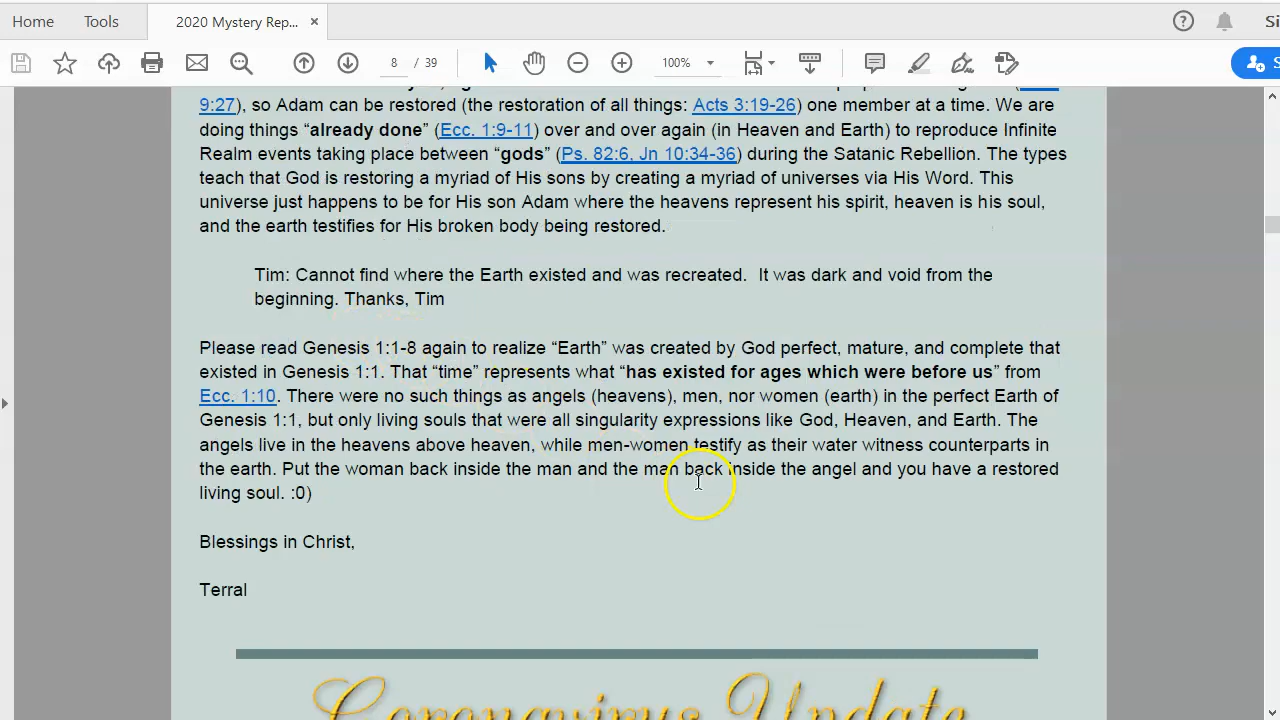 Home Tools 2020 Mystery Rep... × Si
8 / 39 100% S
9:27), so Adam can be restored (the restoration of all things: Acts 3:19-26) one member at a time. We are
doing things “already done” (Ecc. 1:9-11) over and over again (in Heaven and Earth) to reproduce Infinite
Realm events taking place between “gods” (Ps. 82:6, Jn 10:34-36) during the Satanic Rebellion. The types
teach that God is restoring a myriad of His sons by creating a myriad of universes via His Word. This
universe just happens to be for His son Adam where the heavens represent his spirit, heaven is his soul,
and the earth testifies for His broken body being restored.
Tim: Cannot find where the Earth existed and was recreated. It was dark and void from the
beginning. Thanks, Tim
Please read Genesis 1:1-8 again to realize “Earth” was created by God perfect, mature, and complete that
existed in Genesis 1:1. That “time” represents what “has existed for ages which were before us” from
Ecc. 1:10. There were no such things as angels (heavens), men, nor women (earth) in the perfect Earth of
Genesis 1:1, but only living souls that were all singularity expressions like God, Heaven, and Earth. The
angels live in the heavens above heaven, while men-women testify as their water witness counterparts in
the earth. Put the woman back inside the man and the man back inside the angel and you have a restored
living soul. :0)
Blessings in Christ,
Terral
Coronavirus Update